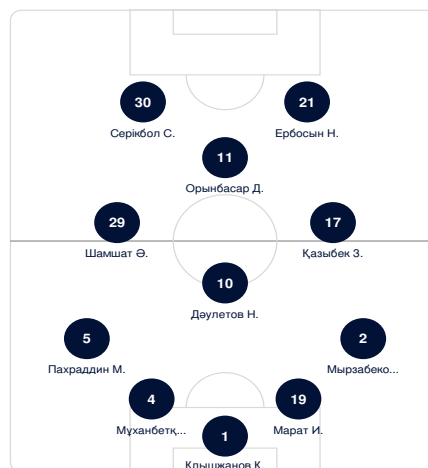 30
Серікбол С.
21
Ербосын Н.
11
Орынбасар Д.
29
Шамшат Ә.
17
Қазыбек З.
10
Дәулетов Н.
5
Пахраддин М.
2
Мырзабеко...
4
Мұханбетқ...
19
Марат И.
1
Клышжанов К.